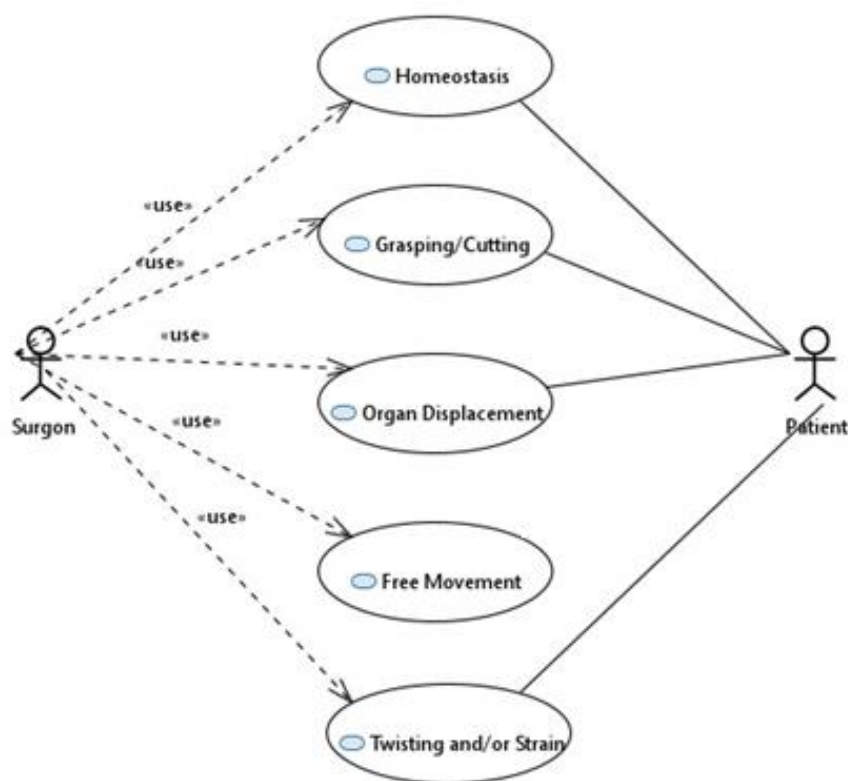 Homeostasis
«use»
Grasping/Cutting
«use»
«use»
Surgon
Organ Displacement
Patient
«use»
«use»
Free Movement
Twisting and/or Strain